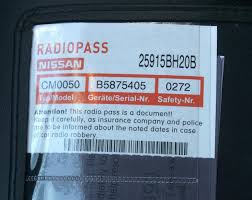 RADIOPASS
NISSAN 25915BH20B
CM0050 B5875405 0272
Typ/Model Geräte/Serial-Nr. Safety-Nr.
Attention! This radio pass is a document!
Keep it carefully, as insurance company and police
are to be informed about the noted dates in case
of car radio robbery.